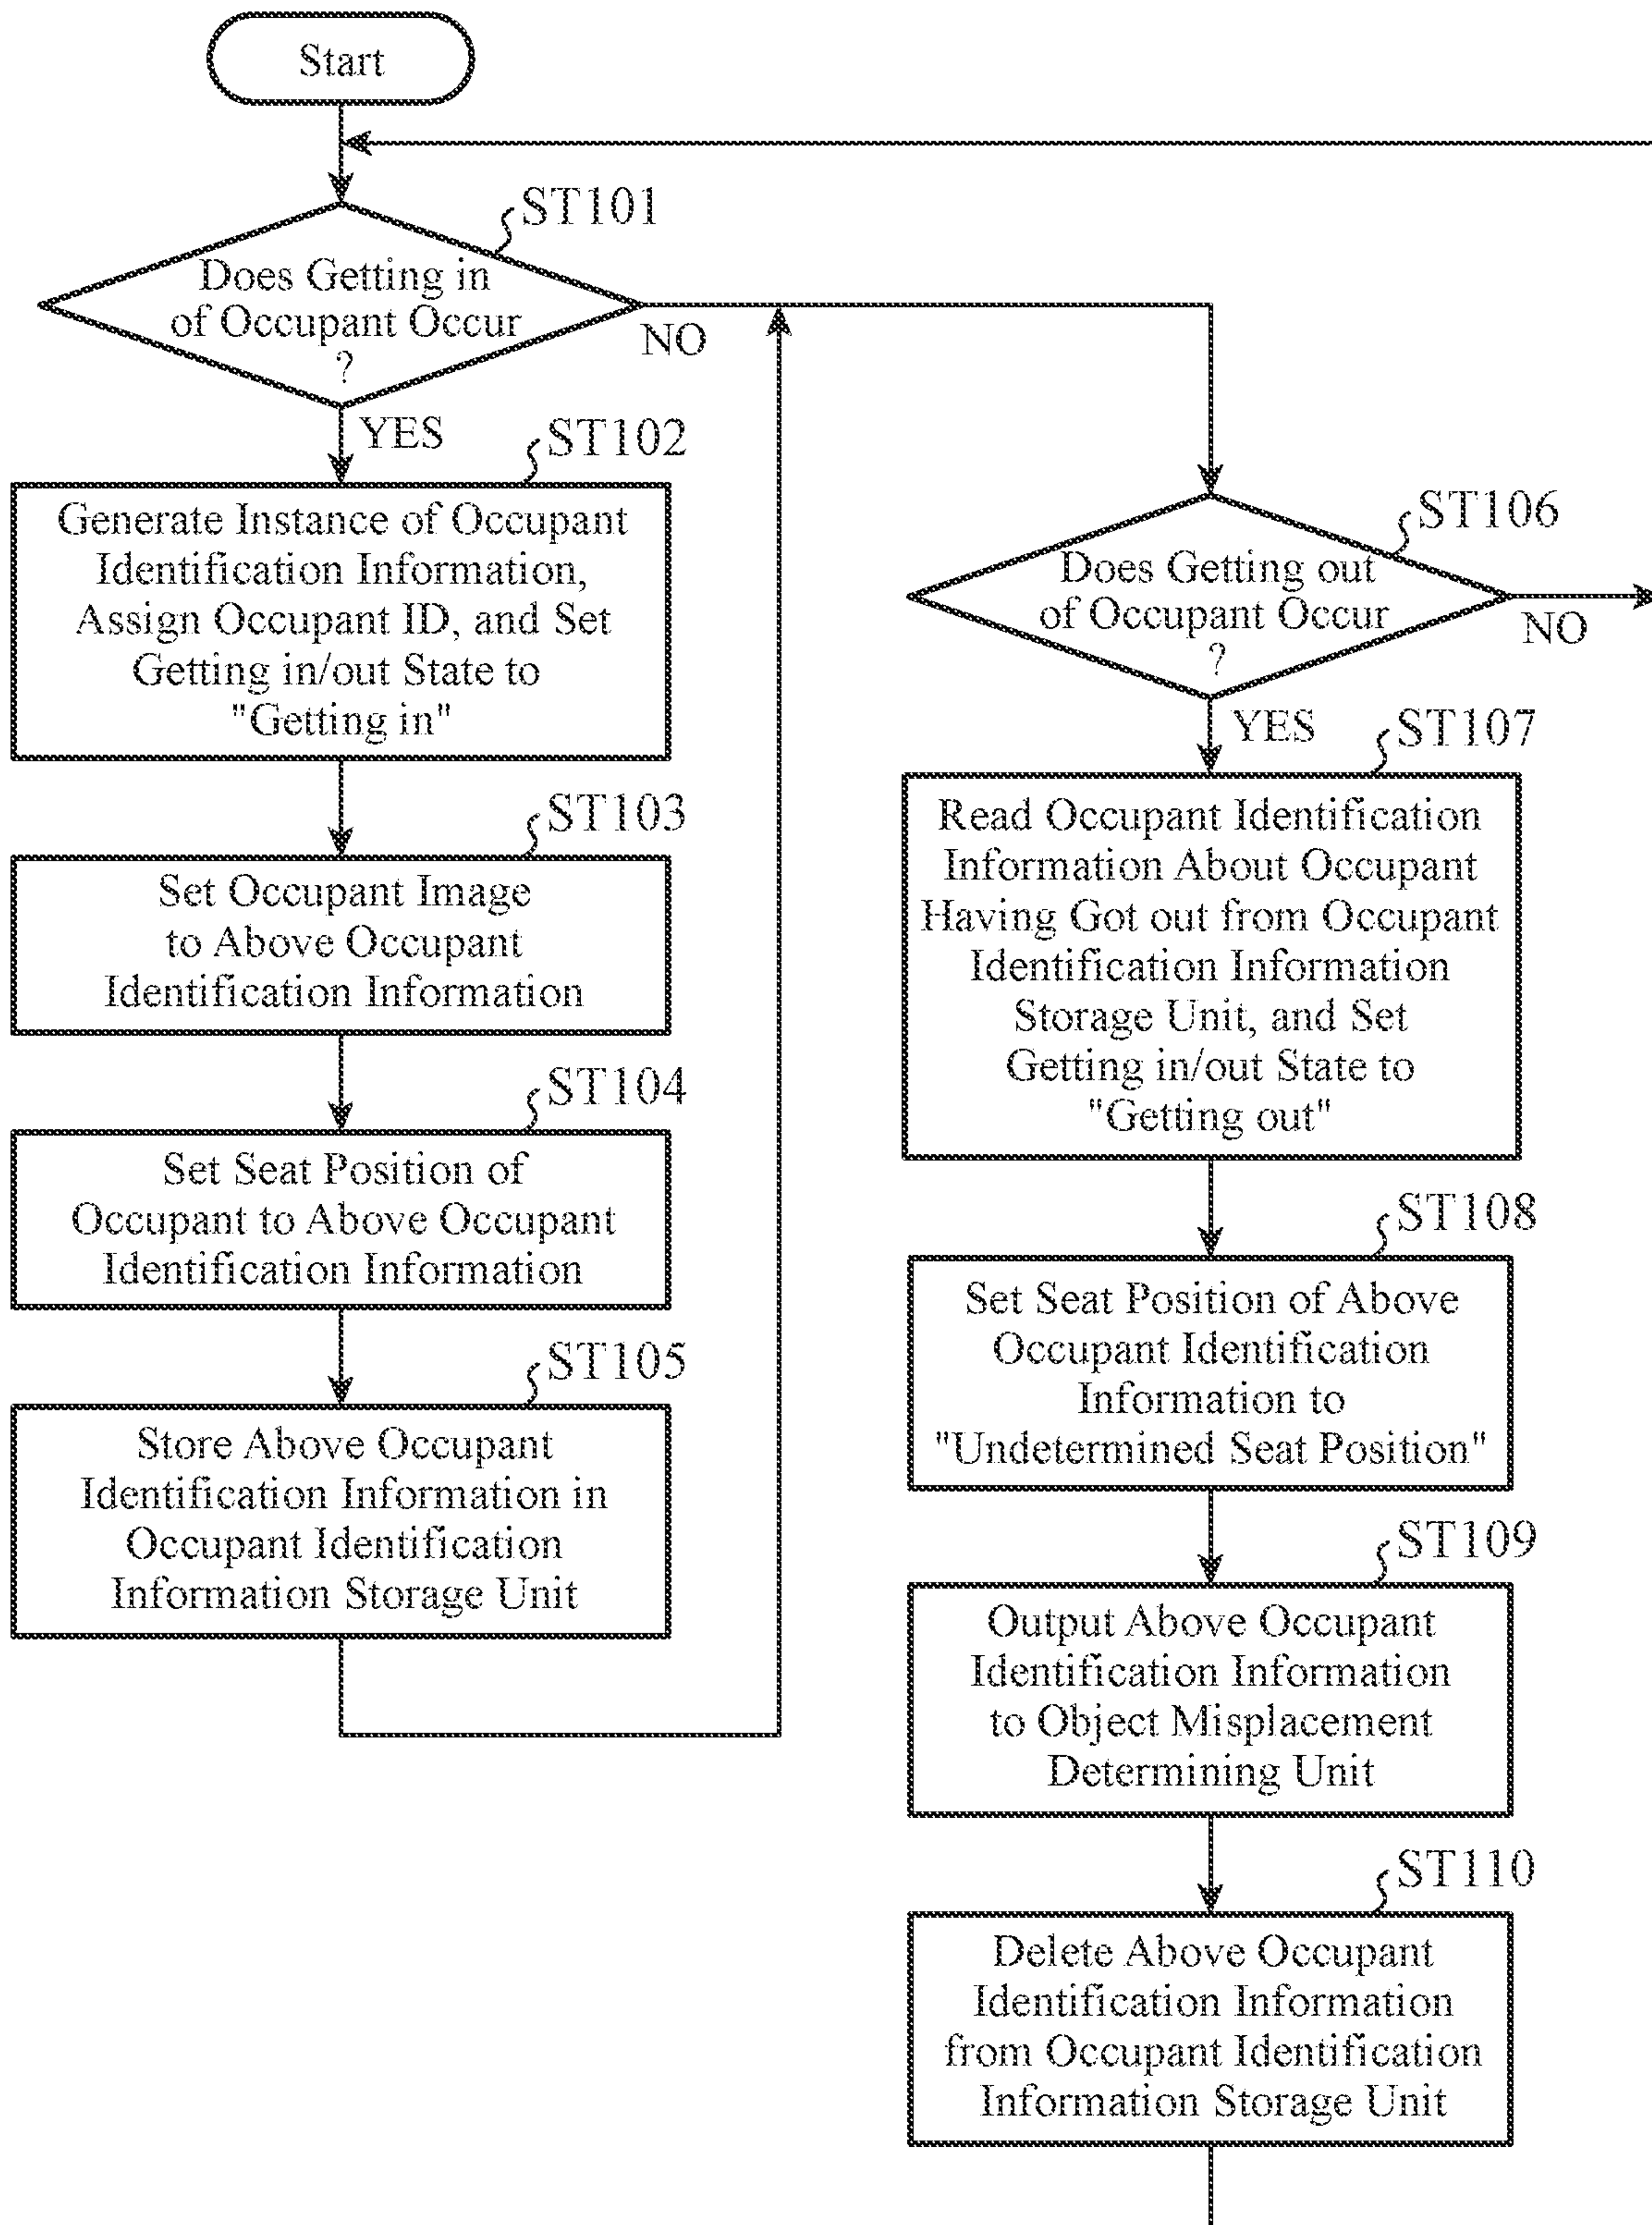 Start
ST101
Does Getting in
of Occupant Occur
?
NO
YES
ST102
Generate Instance of Occupant
Identification Information,
Assign Occupant ID, and Set
Getting in/out State to
"Getting in"
ST103
Set Occupant Image
to Above Occupant
Identification Information
ST104
Set Seat Position of
Occupant to Above Occupant
Identification Information
ST105
Store Above Occupant
Identification Information in
Occupant Identification
Information Storage Unit
ST106
Does Getting out
of Occupant Occur
?
NO
YES
ST107
Read Occupant Identification
Information About Occupant
Having Got out from Occupant
Identification Information
Storage Unit, and Set
Getting in/out State to
"Getting out"
ST108
Set Seat Position of Above
Occupant Identification
Information to
"Undetermined Seat Position"
ST109
Output Above Occupant
Identification Information
to Object Misplacement
Determining Unit
ST110
Delete Above Occupant
Identification Information
from Occupant Identification
Information Storage Unit